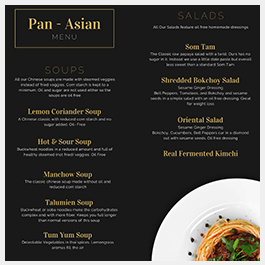 Pan - Asian
MENU
SOUPS
All our Chinese soups are made with steamed veggies
instead of fried veggies. Corn starch is kept to a
minimum. Oil and sugar are not used either so the
soups are oil free
Lemon Coriander Soup
A Chinese classic with reduced corn starch and no
sugar added. Oil- Free
Hot & Sour Soup
Buckwheat noodles in a reduced amount and full of
healthy steamed (not fried) veggies. Oil Free
Manchow Soup
The classic chinese soup made without oil and
reduced corn starch
Talumien Soup
Buckwheat or soba noodles make the carbohydrates
complex and with more fiber. Keeps you full longer
than normal versions of this soup
Tum Yum Soup
Delectable Vegetables in that spices. Lemongrass
aromas fill the air
SALADS
All Our Salads feature oil free homemade dressings
Som Tam
The Classic raw papaya salad with a twist. Ours has no
sugar in it. Instead we use a little date puree but overall
less sweet than a standard Som Tam
Shredded Bokchoy Salad
Sesame Ginger Dressing
Bell Peppers, Tomatoes, and Bokchoy and sesame
seeds in a simple salad with an oil free dressing. Great
for weight loss
Oriental Salad
Sesame Ginger Dressing
Bokchoy, Cucumbers, Bell Peppers
out with sesame seeds. Oil free dressing.
Real Fermented Kimchi